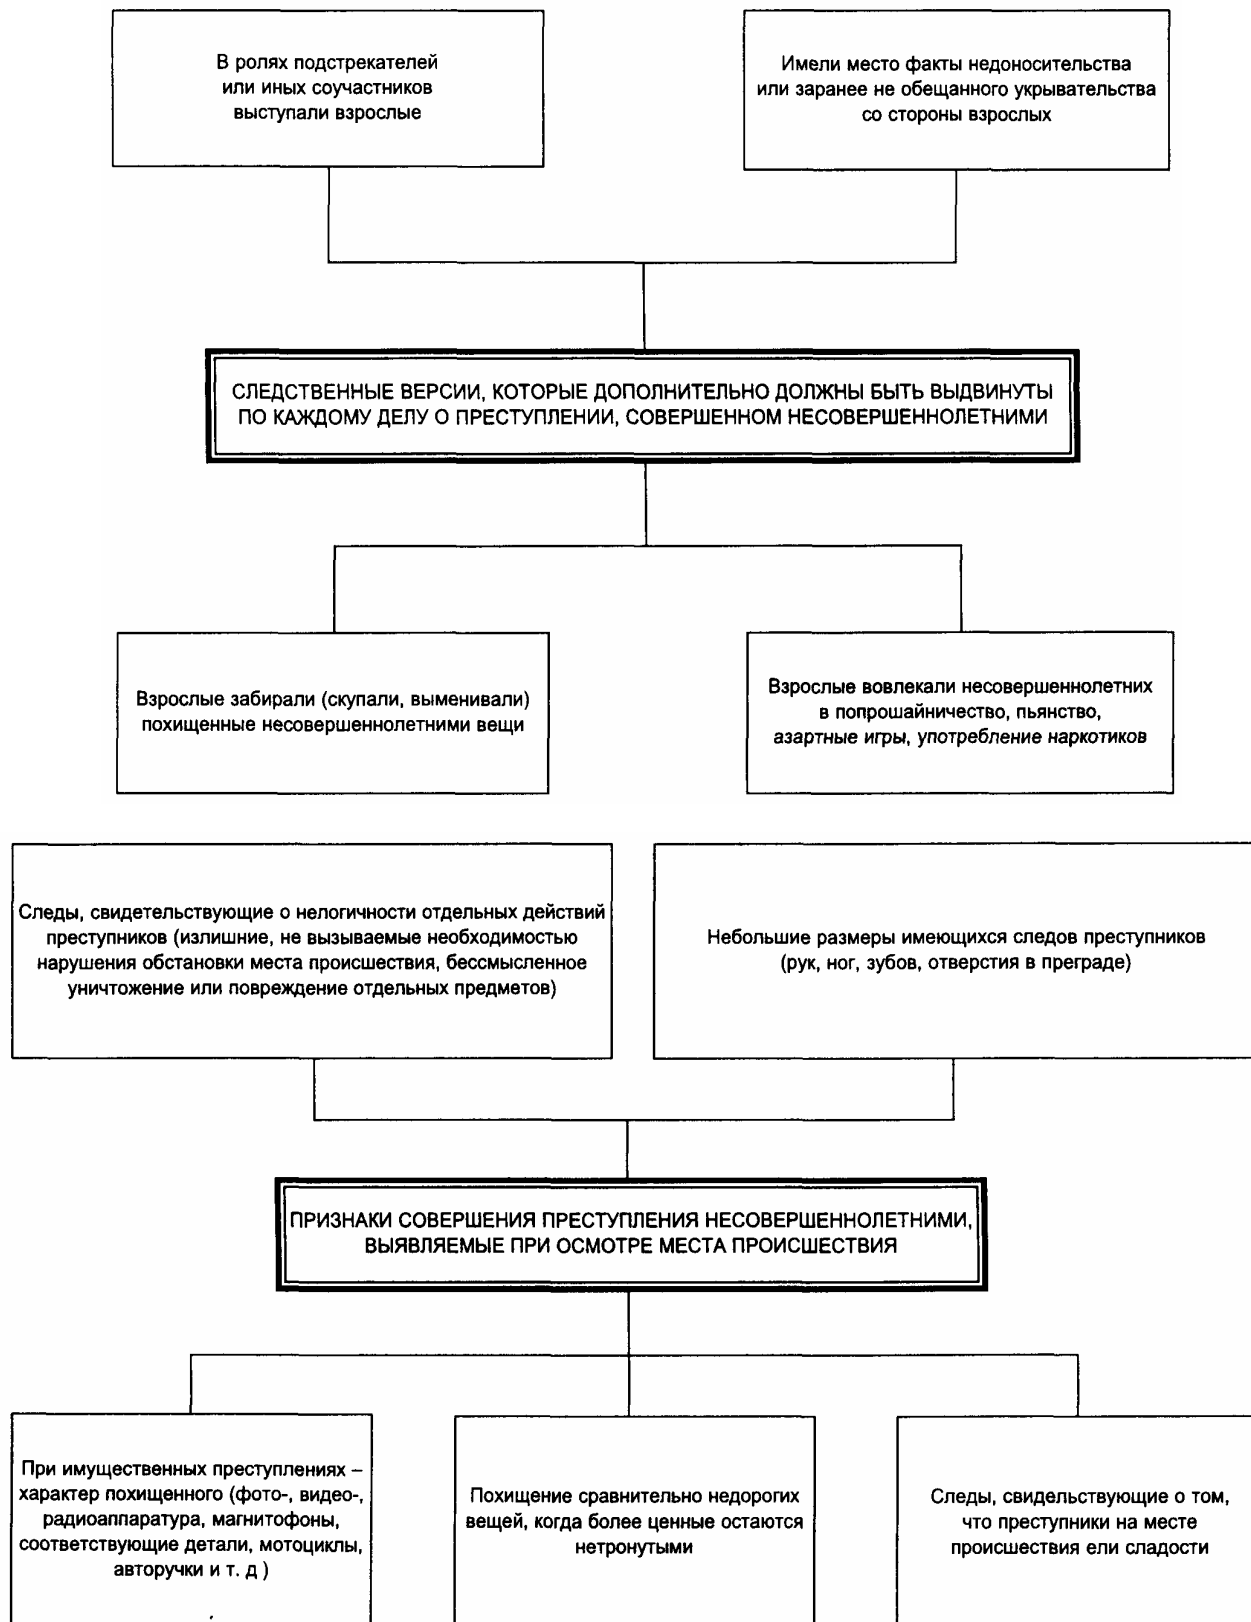 В ролях подстрекателей
или иных соучастников
выступали взрослые
Имели место факты недоносительства
или заранее не обещанного укрывательства
со стороны взрослых
СЛЕДСТВЕННЫЕ ВЕРСИИ, КОТОРЫЕ ДОПОЛНИТЕЛЬНО ДОЛЖНЫ БЫТЬ ВЫДВИНУТЫ
ПО КАЖДОМУ ДЕЛУ О ПРЕСТУПЛЕНИИ, СОВЕРШЕННОМ НЕСОВЕРШЕННОЛЕТНИМИ
Взрослые забирали (скупали, выменивали)
похищенные несовершеннолетними вещи
Взрослые вовлекали несовершеннолетних
в попрошайничество, пьянство,
азартные игры, употребление наркотиков
Следы, свидетельствующие о нелогичности отдельных действий
преступников (излишние, не вызываемые необходимостью
нарушения обстановки места происшествия, бессмысленное
уничтожение или повреждение отдельных предметов)
Небольшие размеры имеющихся следов преступников
(рук, ног, зубов, отверстия в преграде)
ПРИЗНАКИ СОВЕРШЕНИЯ ПРЕСТУПЛЕНИЯ НЕСОВЕРШЕННОЛЕТНИМИ,
ВЫЯВЛЯЕМЫЕ ПРИ ОСМОТРЕ МЕСТА ПРОИСШЕСТВИЯ
При имущественных преступлениях –
характер похищенного (фото-, видео-,
радиоаппаратура, магнитофоны,
соответствующие детали, мотоциклы,
авторучки и т. д )
Похищение сравнительно недорогих
вещей, когда более ценные остаются
нетронутыми
Следы, свидельствующие о том,
что преступники на месте
происшествия ели сладости